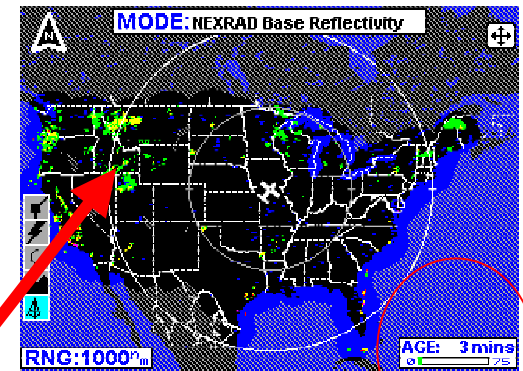 MODE: NEXRAD Base Reflectivity
N
RNG:1000nm
AGE: 3mins
0 75